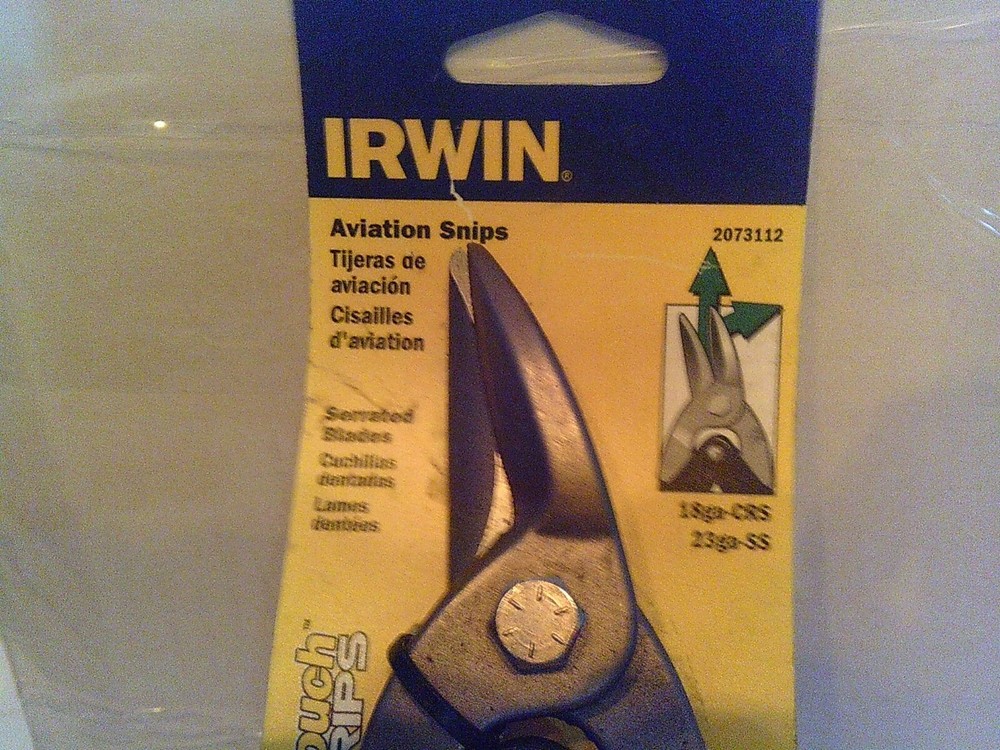 IRWIN®
Aviation Snips
2073112
Tijeras de
aviación
Cisailles
d'aviation
Serrated
Blades
Cuchillas
dentadas
Lames
dentées
18ga-CRS
23ga-SS